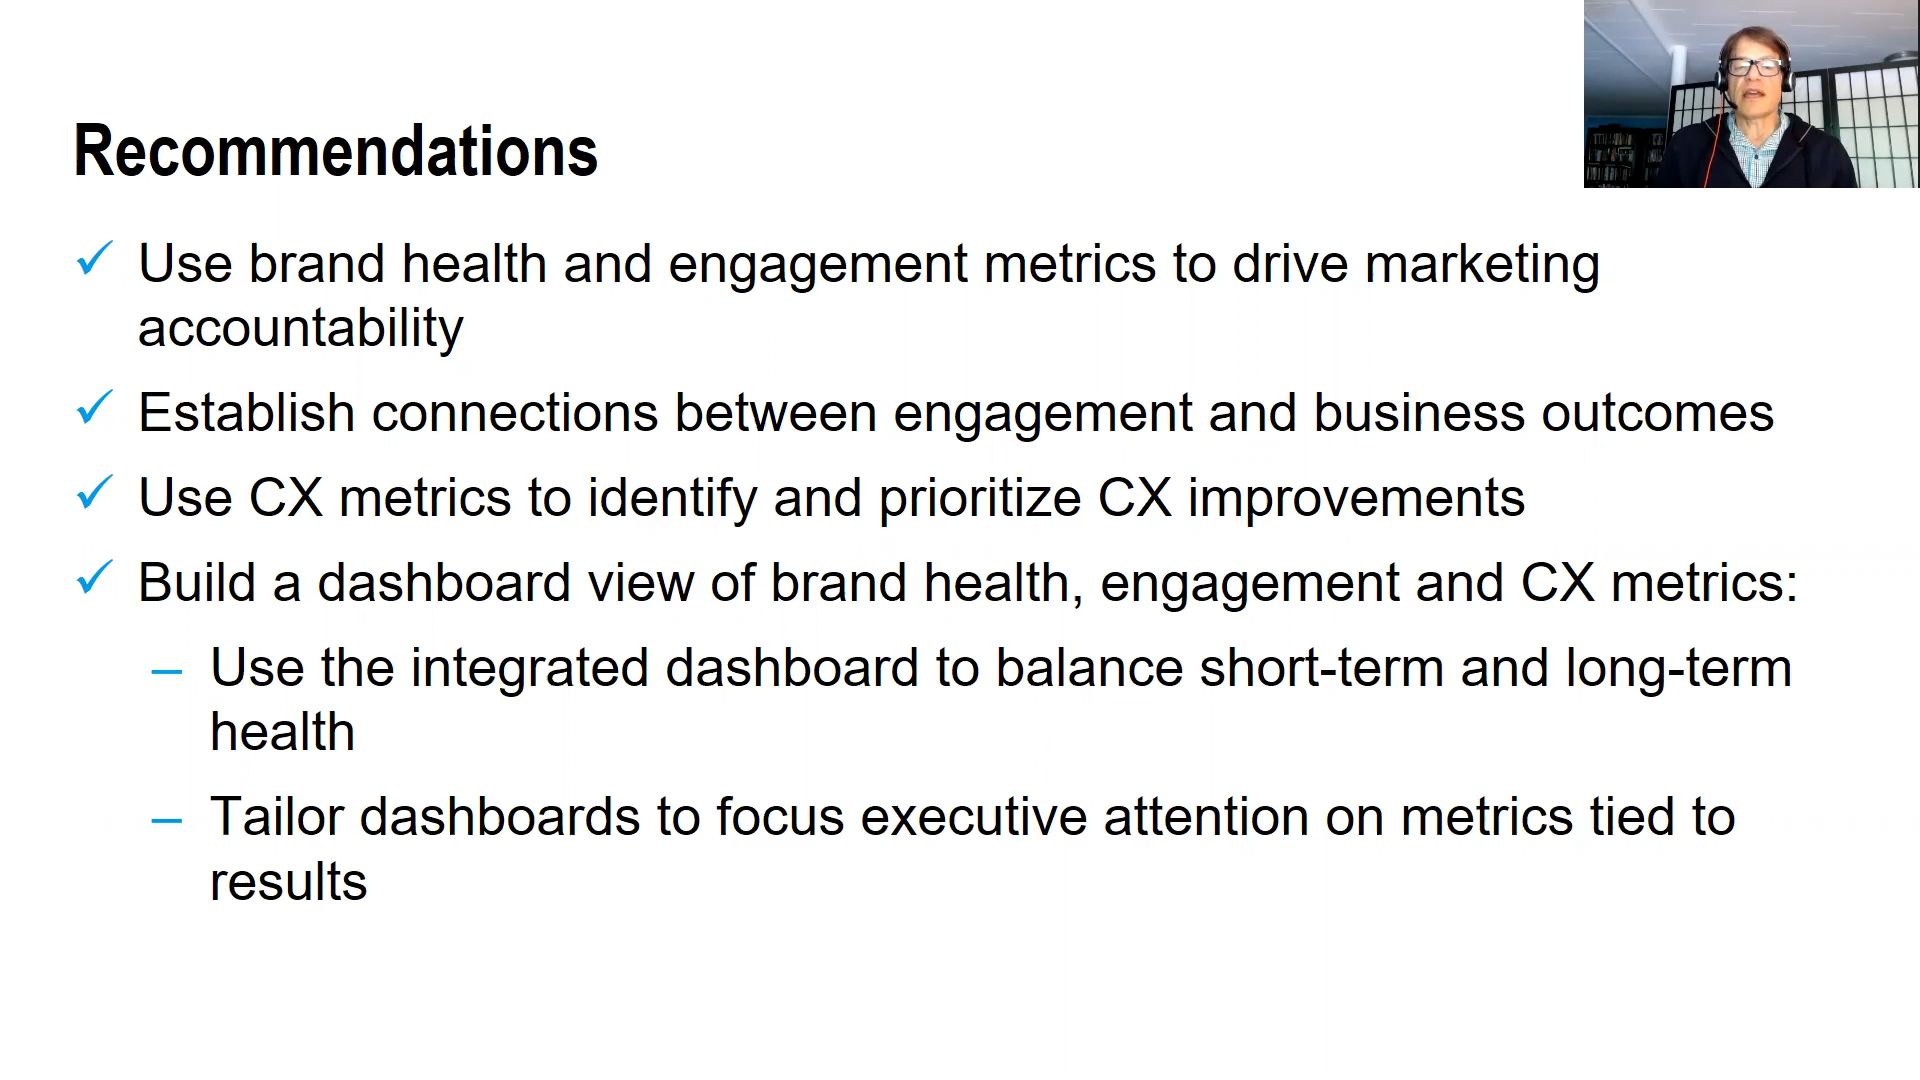 Recommendations
Use brand health and engagement metrics to drive marketing
accountability
Establish connections between engagement and business outcomes
Use CX metrics to identify and prioritize CX improvements
Build a dashboard view of brand health, engagement and CX metrics:
– Use the integrated dashboard to balance short-term and long-term
health
– Tailor dashboards to focus executive attention on metrics tied to
results